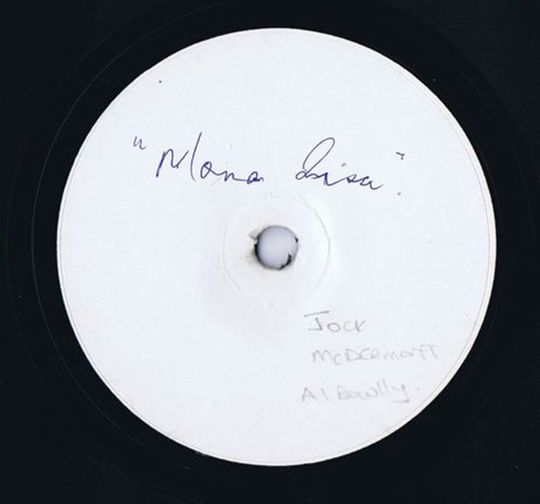 "Mona Lisa".
Jock
McDermott
Al Bowlly.